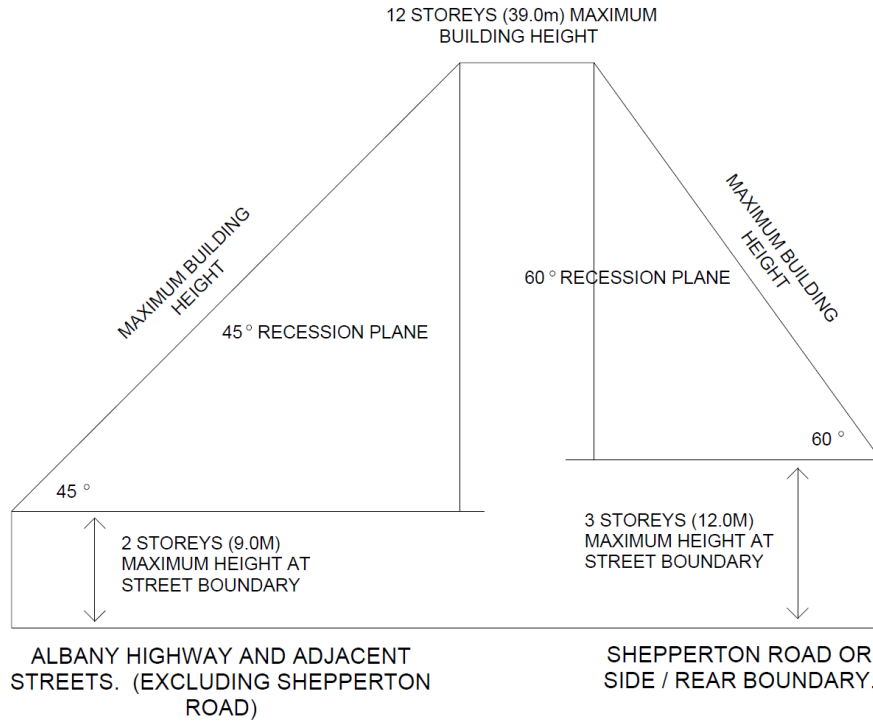 12 STOREYS (39.0m) MAXIMUM
BUILDING HEIGHT
MAXIMUM BUILDING
HEIGHT
MAXIMUM BUILDING
HEIGHT
60 ° RECESSION PLANE
45 ° RECESSION PLANE
60 °
45 °
2 STOREYS (9.0M)
MAXIMUM HEIGHT AT
STREET BOUNDARY
3 STOREYS (12.0M)
MAXIMUM HEIGHT AT
STREET BOUNDARY
ALBANY HIGHWAY AND ADJACENT
STREETS. (EXCLUDING SHEPPERTON
ROAD)
SHEPPERTON ROAD OR
SIDE / REAR BOUNDARY.